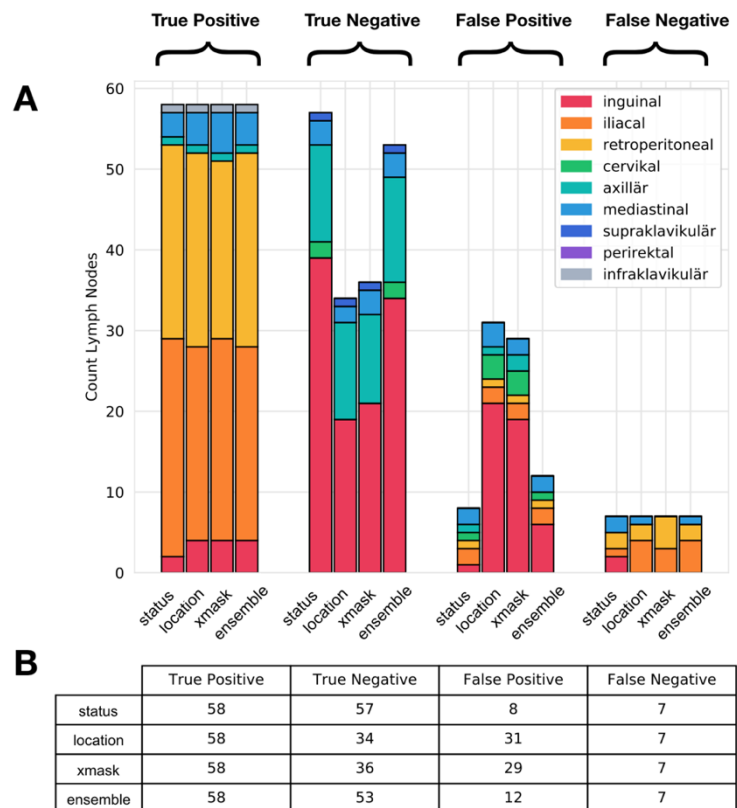 True Positive True Negative False Positive False Negative
A
60
50
40
30
20
10
0
Count Lymph Nodes
inguinal
iliacal
retroperitoneal
cervikal
axillär
mediastinal
supraklavikulär
perirektal
infraklavikulär
status location xmask ensemble status location xmask ensemble status location xmask ensemble status location xmask ensemble
B
True Positive True Negative False Positive False Negative
status 58 57 8 7
location 58 34 31 7
xmask 58 36 29 7
ensemble 58 53 12 7